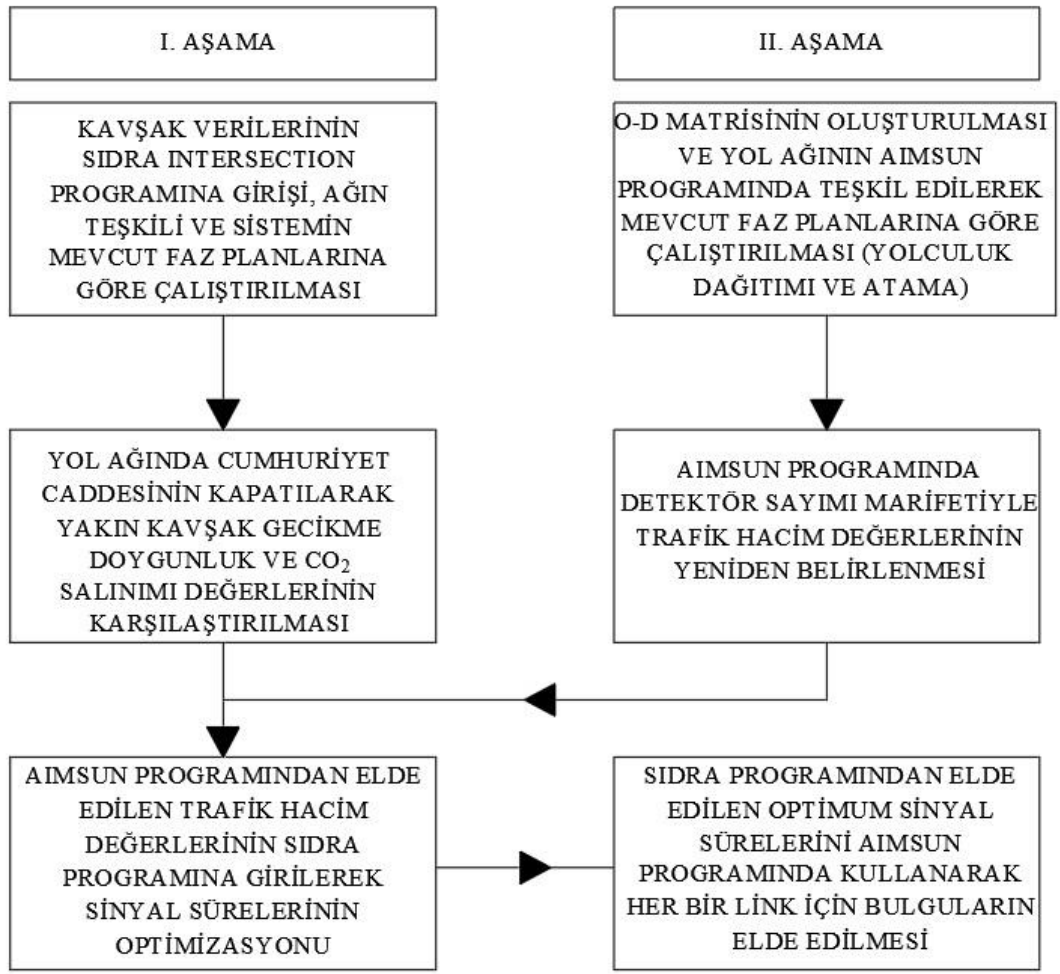 I. AŞAMA
KAVŞAK VERİLERİNİN
SIDRA INTERSECTION
PROGRAMINA GİRİŞİ, AĞIN
TEŞKİLİ VE SİSTEMİN
MEVCUT FAZ PLANLARINA
GÖRE ÇALIŞTIRILMASI
YOL AĞINDA CUMHURİYET
CADDESİNİN KAPATILARAK
YAKIN KAVŞAK GECİKME
DOYGUNLUK VE CO₂
SALINIMI DEĞERLERİNİN
KARŞILAŞTIRILMASI
AIMSUN PROGRAMINDAN ELDE
EDİLEN TRAFİK HACİM
DEĞERLERİNİN SIDRA
PROGRAMINA GİRİLEREK
SİNYAL SÜRELERİNİN
OPTİMİZASYONU
II. AŞAMA
O-D MATRİSİNİN OLUŞTURULMASI
VE YOL AĞININ AIMSUN
PROGRAMINDA TEŞKİL EDİLEREK
MEVCUT FAZ PLANLARINA GÖRE
ÇALIŞTIRILMASI (YOLCULUK
DAĞITIMI VE ATAMA)
AIMSUN PROGRAMINDA
DETEKTÖR SAYIMI MARİFETİYLE
TRAFİK HACİM DEĞERLERİNİN
YENİDEN BELİRLENMESİ
SIDRA PROGRAMINDAN ELDE
EDİLEN OPTİMUM SİNYAL
SÜRELERİNİ AIMSUN
PROGRAMINDA KULLANARAK
HER BİR LİNK İÇİN BULGULARIN
ELDE EDİLMESİ